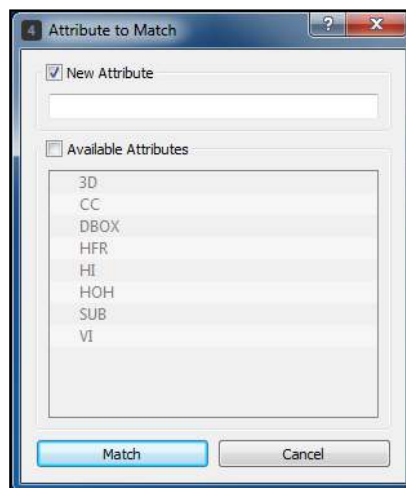 4 Attribute to Match ?
New Attribute
Available Attributes
3D
CC
DBOX
HFR
HI
HOH
SUB
VI
Match Cancel